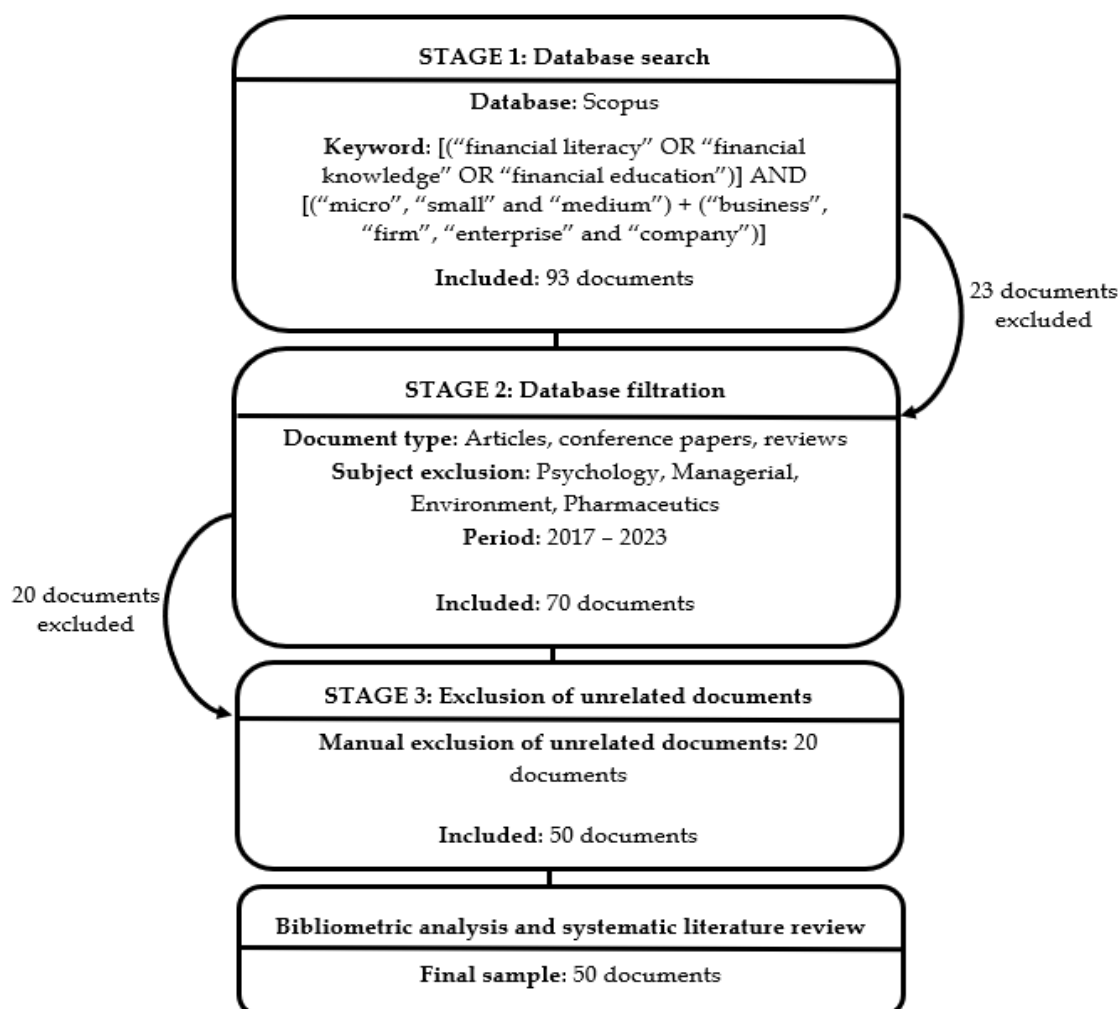 STAGE 1: Database search
Database: Scopus
Keyword: [(“financial literacy” OR “financial
knowledge” OR “financial education”)] AND
[(“micro”, “small” and “medium”) + (“business”,
“firm”, “enterprise” and “company”)]
Included: 93 documents
23 documents
excluded
STAGE 2: Database filtration
Document type: Articles, conference papers, reviews
Subject exclusion: Psychology, Managerial,
Environment, Pharmaceutics
Period: 2017 – 2023
Included: 70 documents
20 documents
excluded
STAGE 3: Exclusion of unrelated documents
Manual exclusion of unrelated documents: 20
documents
Included: 50 documents
Bibliometric analysis and systematic literature review
Final sample: 50 documents